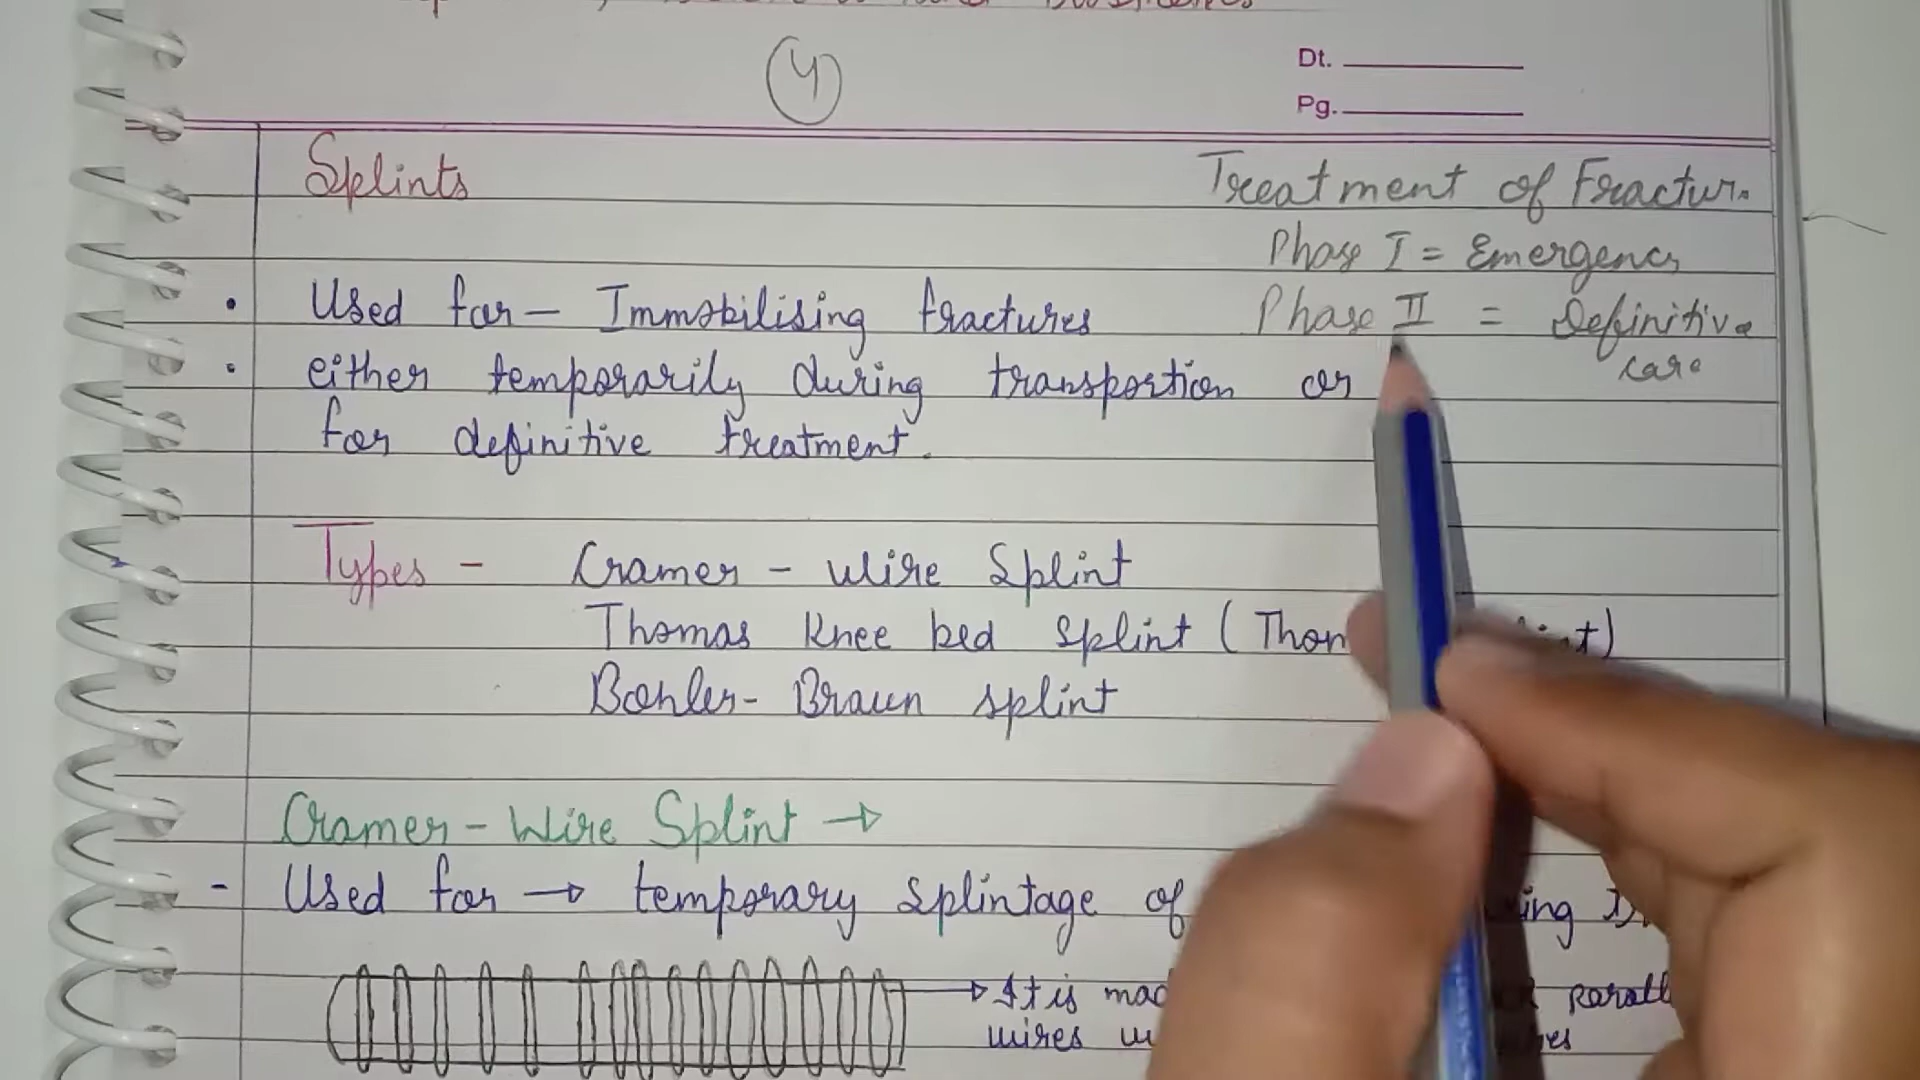 4
Dt.
Pg.
Splints
Treatment of Fractur
Phase I = Emergency
Used for - Immobilising fractures
Phase II = Definitive
care
either temporarily during transportion or
for definitive treatment.
Types - Cramer - Wire Splint
Thomas Knee bed Splint (Thom
Bohler - Braun splint
Cramer - Wire Splint →
- Used for → temporary splintage of
→ It is parall
wires